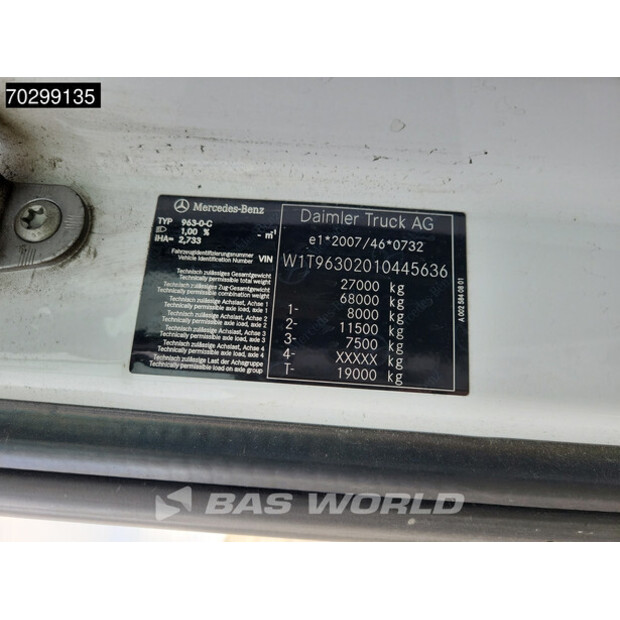 70299135
Mercedes-Benz
Daimler Truck AG
TYP 963-0-C
1,00 % - m³
iHA= 2,733
e1*2007/46*0732
Fahrzeugidentifizierungsnummer
Vehicle Identification Number VIN
W1T96302010445636
Technisch zulässiges Gesamtgewicht
Technically permissible total weight
27000 kg
Technisch zulässiges Zug-Gesamtgewicht
Technically permissible combination weight
68000 kg
Technisch zulässige Achslast, Achse 1
Technically permissible axle load, axle 1
1- 8000 kg
Technisch zulässige Achslast, Achse 2
Technically permissible axle load, axle 2
2- 11500 kg
Technisch zulässige Achslast, Achse 3
Technically permissible axle load, axle 3
3- 7500 kg
Technisch zulässige Achslast, Achse 4
Technically permissible axle load, axle 4
4- XXXXX kg
Technisch zulässige Last der Achsgruppe
Technically permissible load on axle group
T- 19000 kg
A 002 584 08 01
BAS WORLD